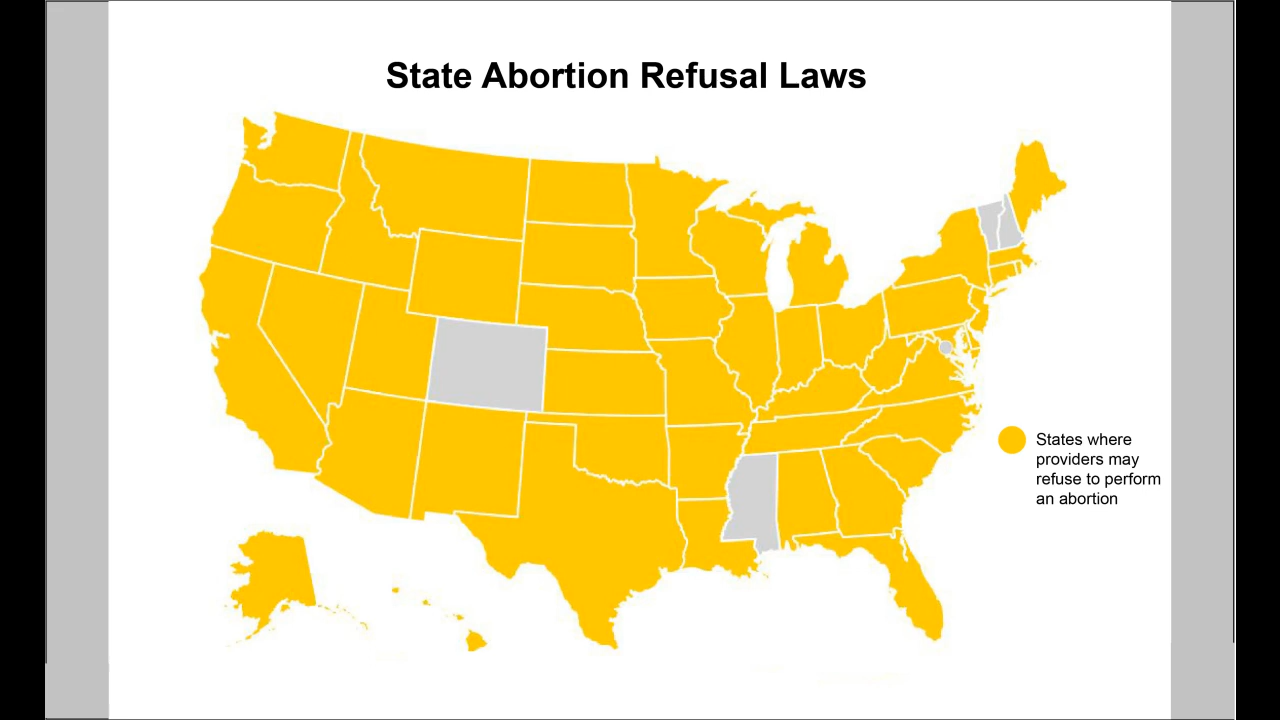 State Abortion Refusal Laws
States where
providers may
refuse to perform
an abortion